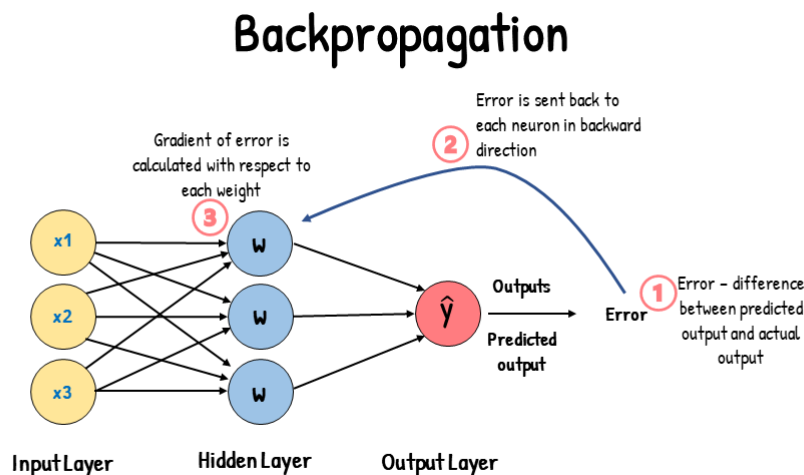 Backpropagation
Error is sent back to
each neuron in backward
direction
2
Gradient of error is
calculated with respect to
each weight
3
x1
x2
x3
w
w
w
ŷ
Outputs
Predicted
output
Error
1
Error - difference
between predicted
output and actual
output
Input Layer
Hidden Layer
Output Layer